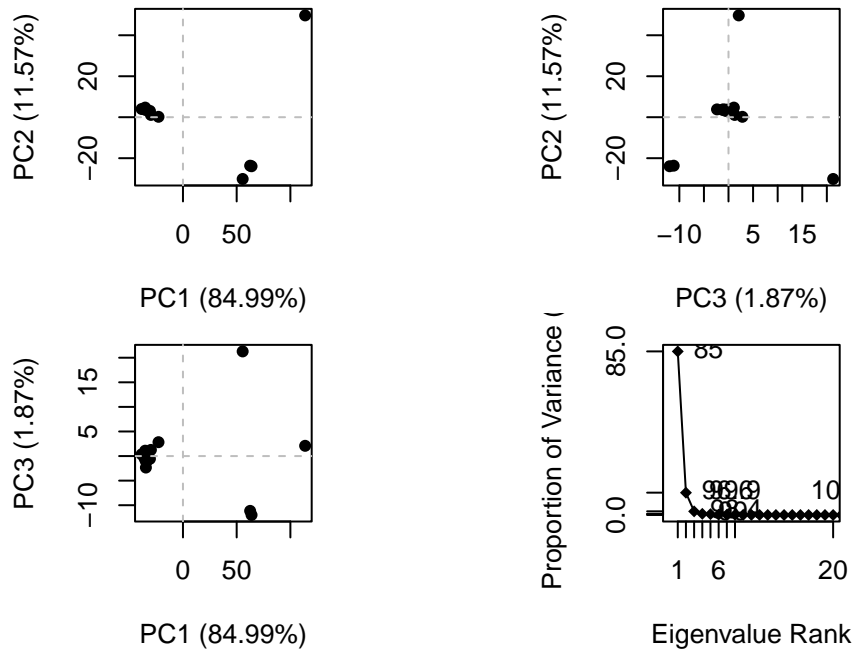 PC2 (11.57%)
20
−20
0 50
PC1 (84.99%)
PC2 (11.57%)
20
−20
−10 5 15
PC3 (1.87%)
PC3 (1.87%)
15
5
−10
0 50
PC1 (84.99%)
Proportion of Variance (
85.0
0.0
85
10
1 6 20
Eigenvalue Rank